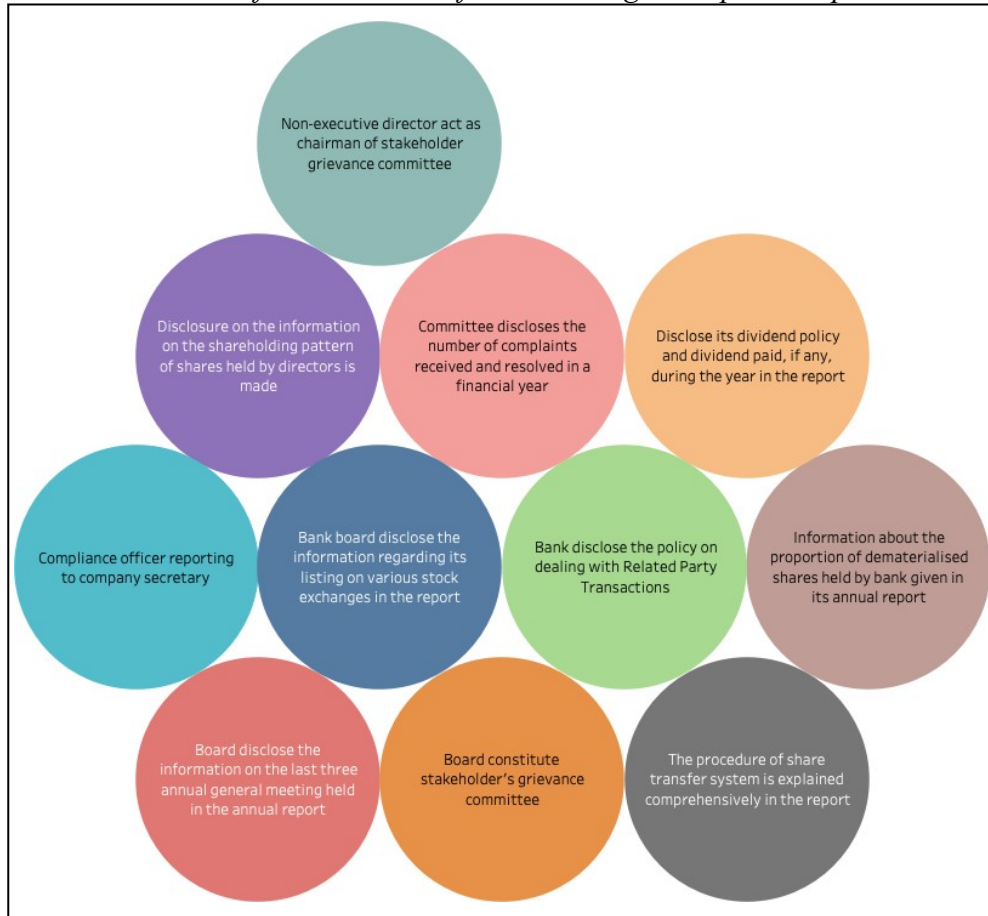 Non-executive director act as
chairman of stakeholder
grievance committee
Disclosure on the information
on the shareholding pattern
of shares held by directors is
made
Committee discloses the
number of complaints
received and resolved in a
financial year
Disclose its dividend policy
and dividend paid, if any,
during the year in the report
Compliance officer reporting
to company secretary
Bank board disclose the
information regarding its
listing on various stock
exchanges in the report
Bank disclose the policy on
dealing with Related Party
Transactions
Information about the
proportion of dematerialised
shares held by bank given in
its annual report
Board disclose the
information on the last three
annual general meeting held
in the annual report
Board constitute
stakeholder's grievance
committee
The procedure of share
transfer system is explained
comprehensively in the report